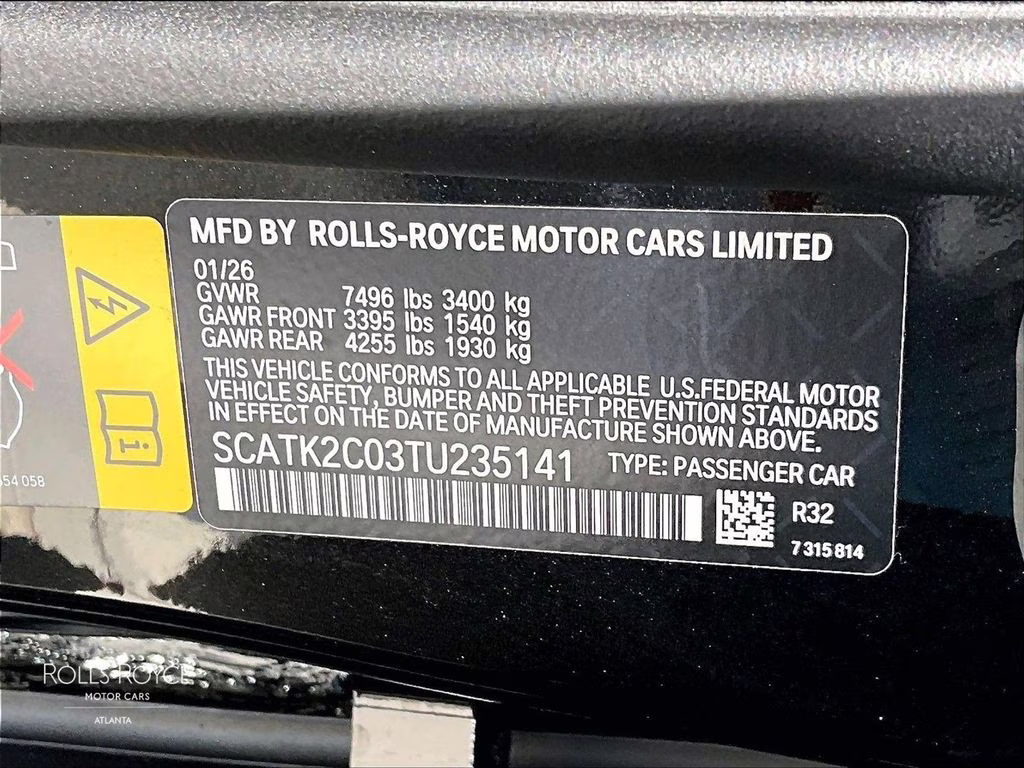 MFD BY ROLLS-ROYCE MOTOR CARS LIMITED
01/26
GVWR 7496 lbs 3400 kg
GAWR FRONT 3395 lbs 1540 kg
GAWR REAR 4255 lbs 1930 kg
THIS VEHICLE CONFORMS TO ALL APPLICABLE U.S.FEDERAL MOTOR
VEHICLE SAFETY, BUMPER AND THEFT PREVENTION STANDARDS
IN EFFECT ON THE DATE OF MANUFACTURE SHOWN ABOVE.
SCATK2C03TU235141 TYPE: PASSENGER CAR
R32
7 315 814
054
ROLLS-ROYCE
MOTOR CARS
ATLANTA